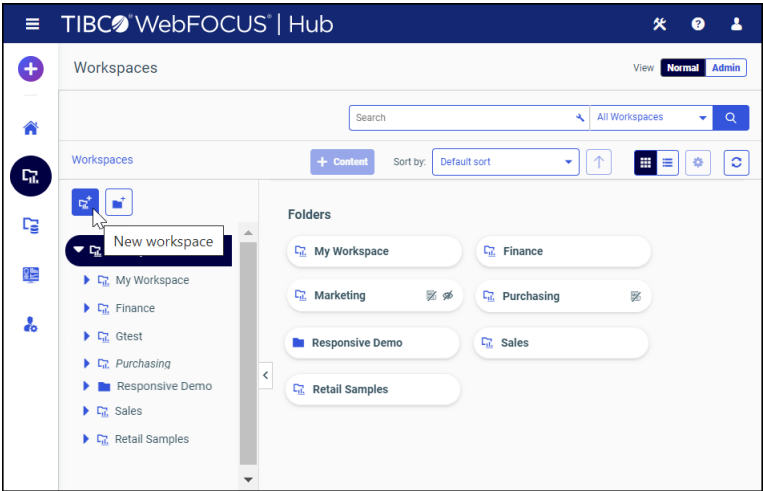 TIBCO® WebFOCUS® | Hub
Workspaces
View Normal Admin
Search All Workspaces
Workspaces + Content Sort by: Default sort
New workspace
My Workspace
Finance
Gtest
Purchasing
Responsive Demo
Sales
Retail Samples
Folders
My Workspace Finance
Marketing Purchasing
Responsive Demo Sales
Retail Samples